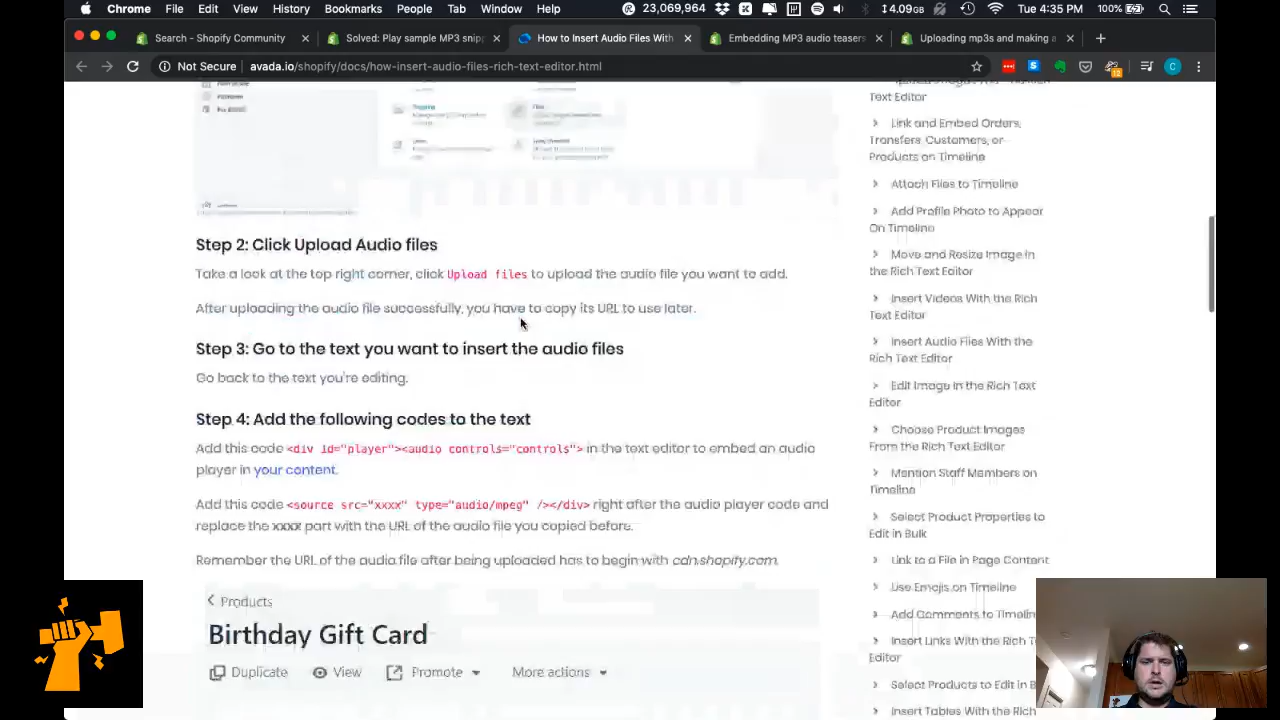 Chrome File Edit View History Bookmarks People Tab Window Help 23,069,964 4.09GB Tue 4:35 PM 100%
Search - Shopify Community Solved: Play sample MP3 snip How to Insert Audio Files With Embedding MP3 audio teasers Uploading mp3s and making a
Not Secure avada.io/shopify/docs/how-insert-audio-files-rich-text-editor.html
Step 2: Click Upload Audio files
Take a look at the top right corner, click Upload files to upload the audio file you want to add.
After uploading the audio file successfully, you have to copy its URL to use later.
Step 3: Go to the text you want to insert the audio files
Go back to the text you're editing.
Step 4: Add the following codes to the text
Add this code <div id="player"><audio controls="controls"> in the text editor to embed an audio
player in your content.
Add this code <source src="xxxx" type="audio/mpeg" /></div> right after the audio player code and
replace the xxxx part with the URL of the audio file you copied before.
Remember the URL of the audio file after being uploaded has to begin with cdn.shopify.com.
Products
Birthday Gift Card
Duplicate View Promote More actions
Text Editor
Link and Embed Orders,
Transfers, Customers, or
Products on Timeline
Attach Files to Timeline
Add Profile Photo to Appear
On Timeline
Move and Resize Image in
the Rich Text Editor
Insert Videos With the Rich
Text Editor
Insert Audio Files With the
Rich Text Editor
Edit Image in the Rich Text
Editor
Choose Product Images
From the Rich Text Editor
Mention Staff Members on
Timeline
Select Product Properties to
Edit in Bulk
Link to a File in Page Content
Use Emojis on Timeline
Add Comments to Timelin
Insert Links With the Rich T
Editor
Select Products to Edit in B
Insert Tables With the Rich